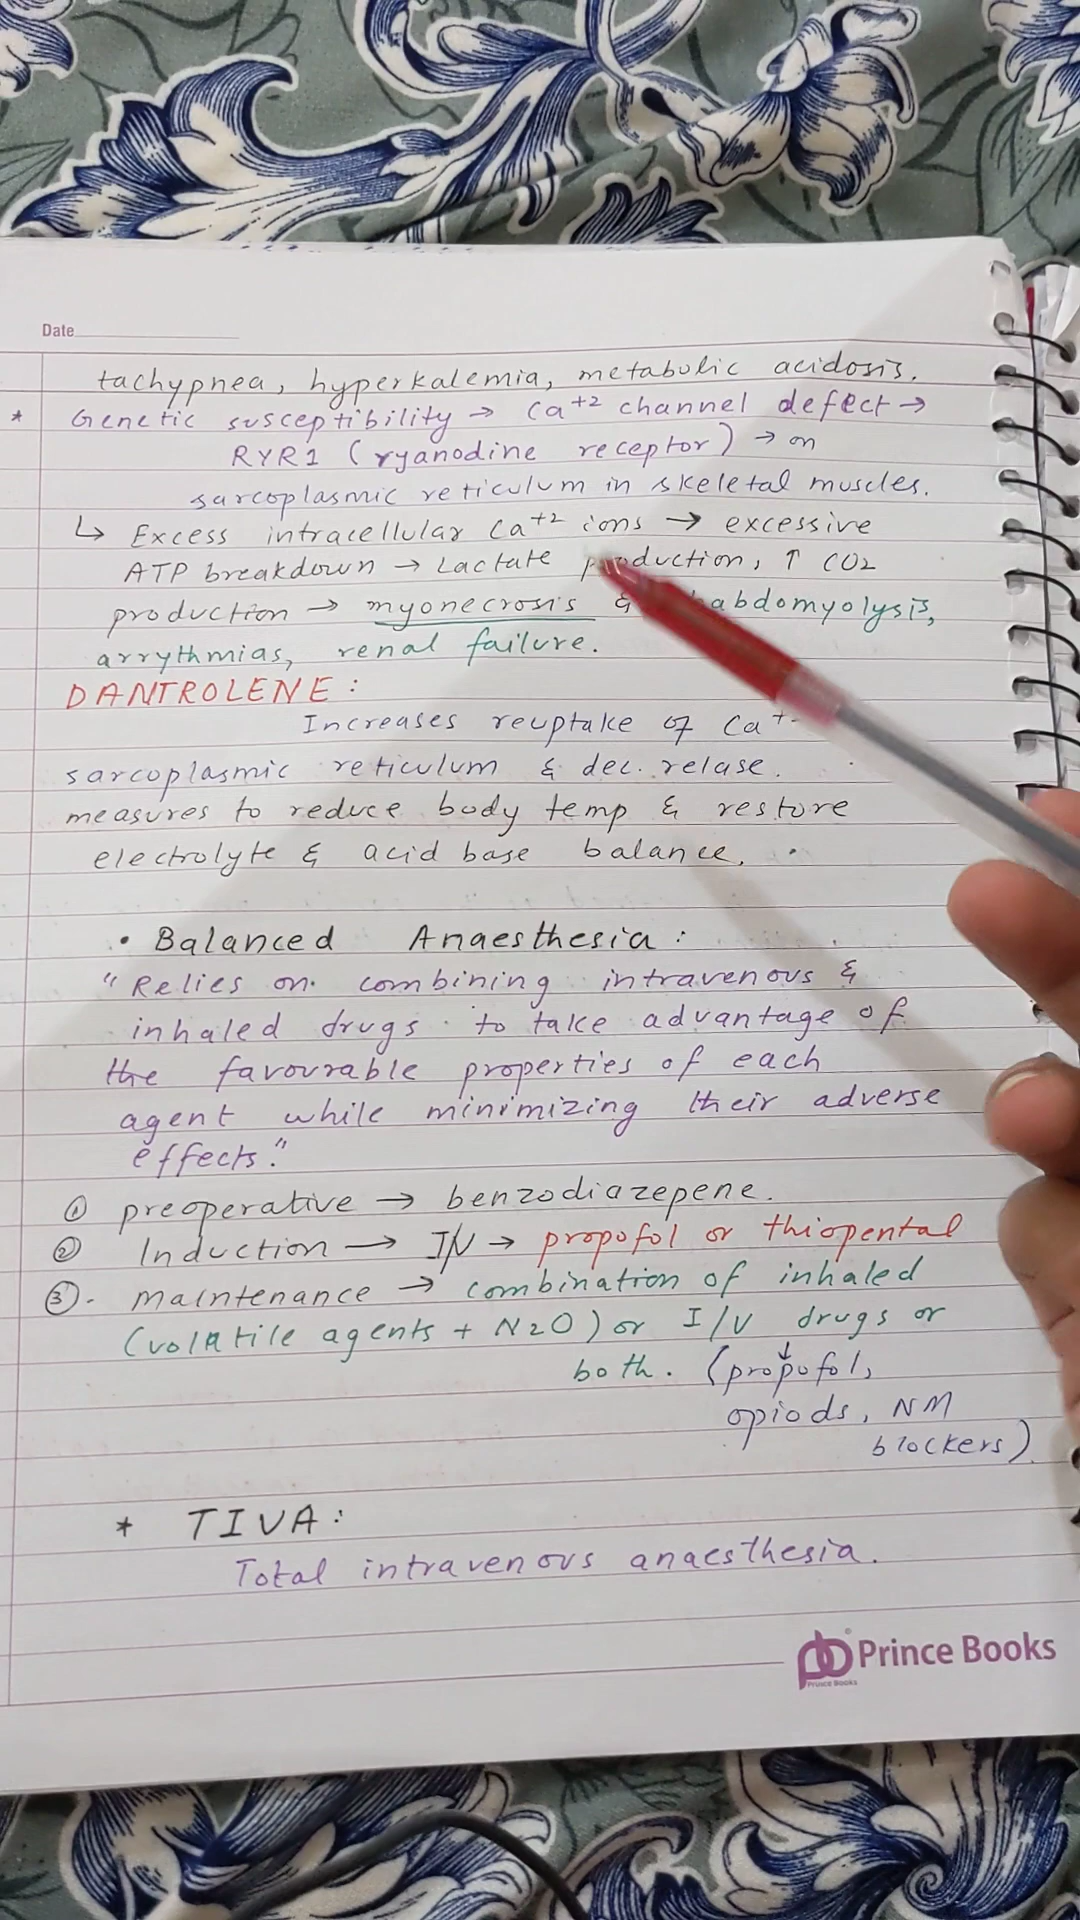 Date
tachypnea, hyperkalemia, metabolic acidosis.
* Genetic susceptibility → Ca+2 channel defect →
RYR1 (ryanodine receptor) → on
sarcoplasmic reticulum in skeletal muscles.
↳ Excess intracellular Ca+2 ions → excessive
ATP breakdown → Lactate production, ↑ CO2
production → myonecrosis & habdomyolysis,
arrythmias, renal failure.
DANTROLENE :
Increases reuptake of Ca+
sarcoplasmic reticulum & dec. relase.
measures to reduce body temp & restore
electrolyte & acid base balance.
• Balanced Anaesthesia :
"Relies on combining intravenous &
inhaled drugs to take advantage of
the favourable properties of each
agent while minimizing their adverse
effects."
① preoperative → benzodiazepene.
② Induction → I/V → propofol or thiopental
③. maintenance → combination of inhaled
(volatile agents + N2O) or I/V drugs or
both. (propofol, ↓
opiods, NM
blockers)
* TIVA :
Total intravenous anaesthesia.
Prince Books
Prince Books